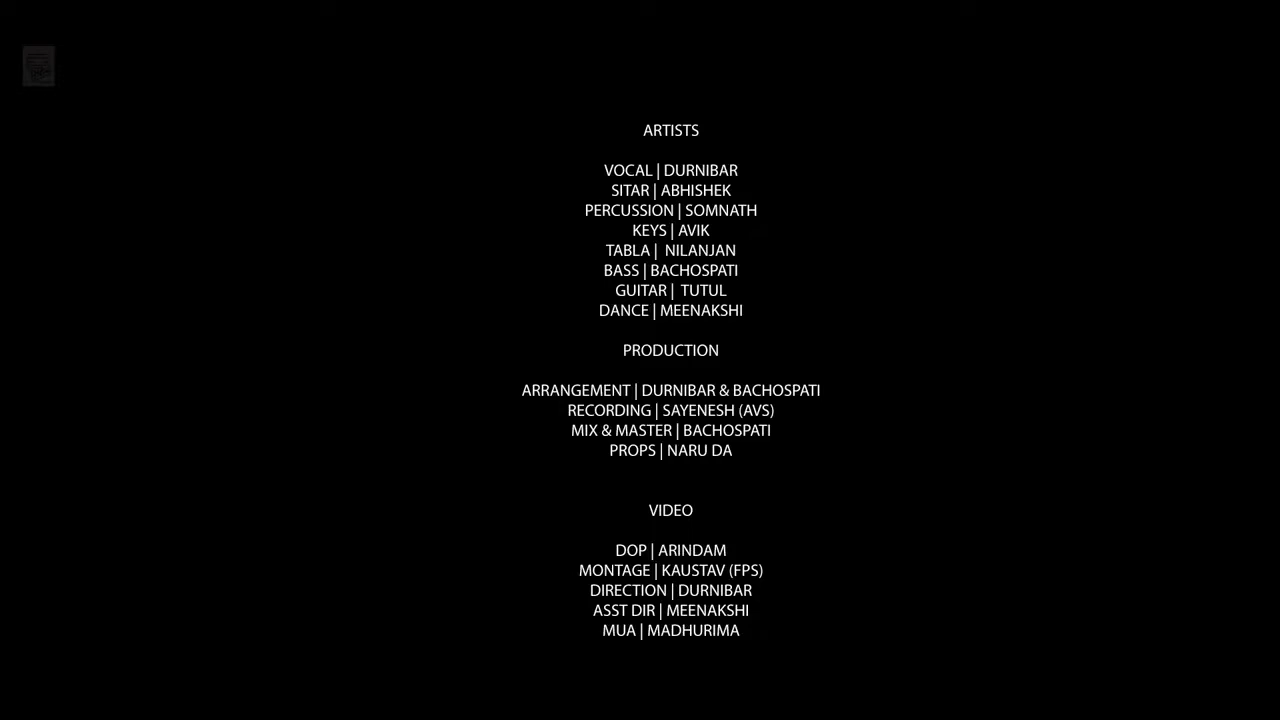 ARTISTS
VOCAL | DURNIBAR
SITAR | ABHISHEK
PERCUSSION | SOMNATH
KEYS | AVIK
TABLA | NILANJAN
BASS | BACHOSPATI
GUITAR | TUTUL
DANCE | MEENAKSHI
PRODUCTION
ARRANGEMENT | DURNIBAR & BACHOSPATI
RECORDING | SAYENESH (AVS)
MIX & MASTER | BACHOSPATI
PROPS | NARU DA
VIDEO
DOP | ARINDAM
MONTAGE | KAUSTAV (FPS)
DIRECTION | DURNIBAR
ASST DIR | MEENAKSHI
MUA | MADHURIMA